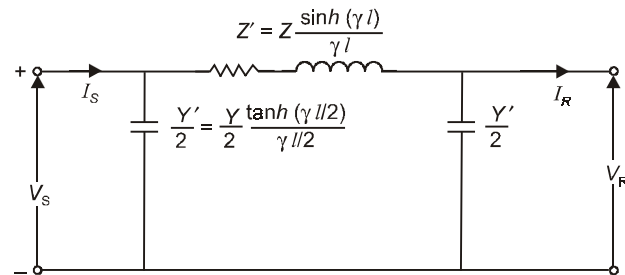 Z' = Z sinh (γ l) / γ l
+
I_S
I_R
Y'/2 = Y/2 tanh (γ l/2) / γ l/2
Y'/2
V_S
V_R
–